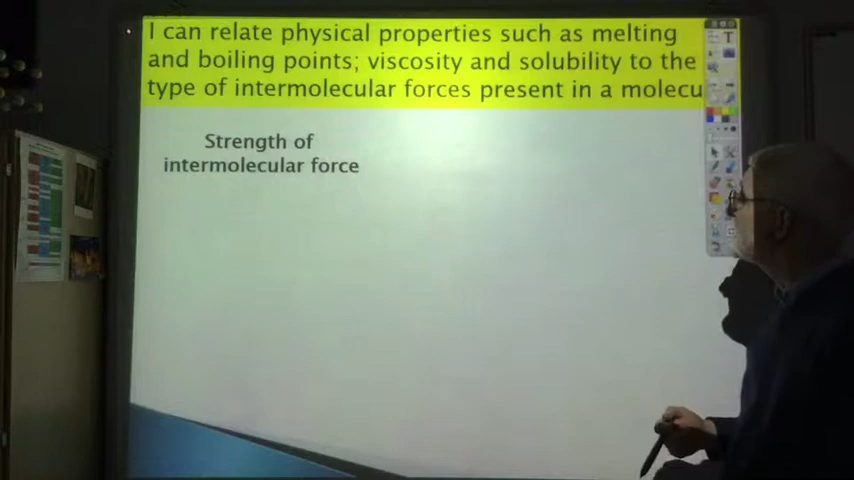 I can relate physical properties such as melting
and boiling points; viscosity and solubility to the
type of intermolecular forces present in a molecu
Strength of
intermolecular force